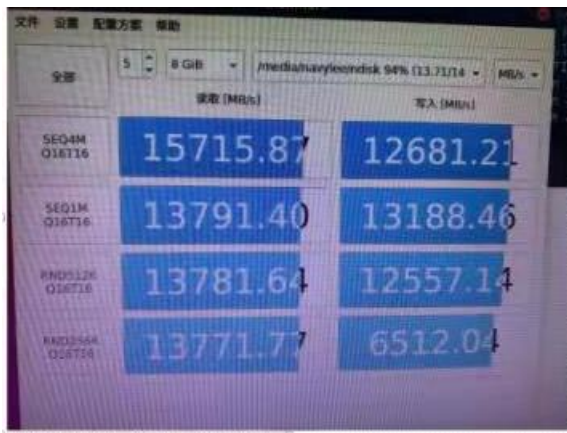 文件 设置 配置方案 帮助
全部 5 8 GiB /media/navylee/ndisk 94% (13.71/14 MB/s
读取 [MB/s] 写入 [MB/s]
SEQ4M
Q16T16 15715.87 12681.21
SEQ1M
Q16T16 13791.40 13188.46
RND512K
Q16T16 13781.64 12557.14
RND256K
Q16T16 13771.77 6512.04